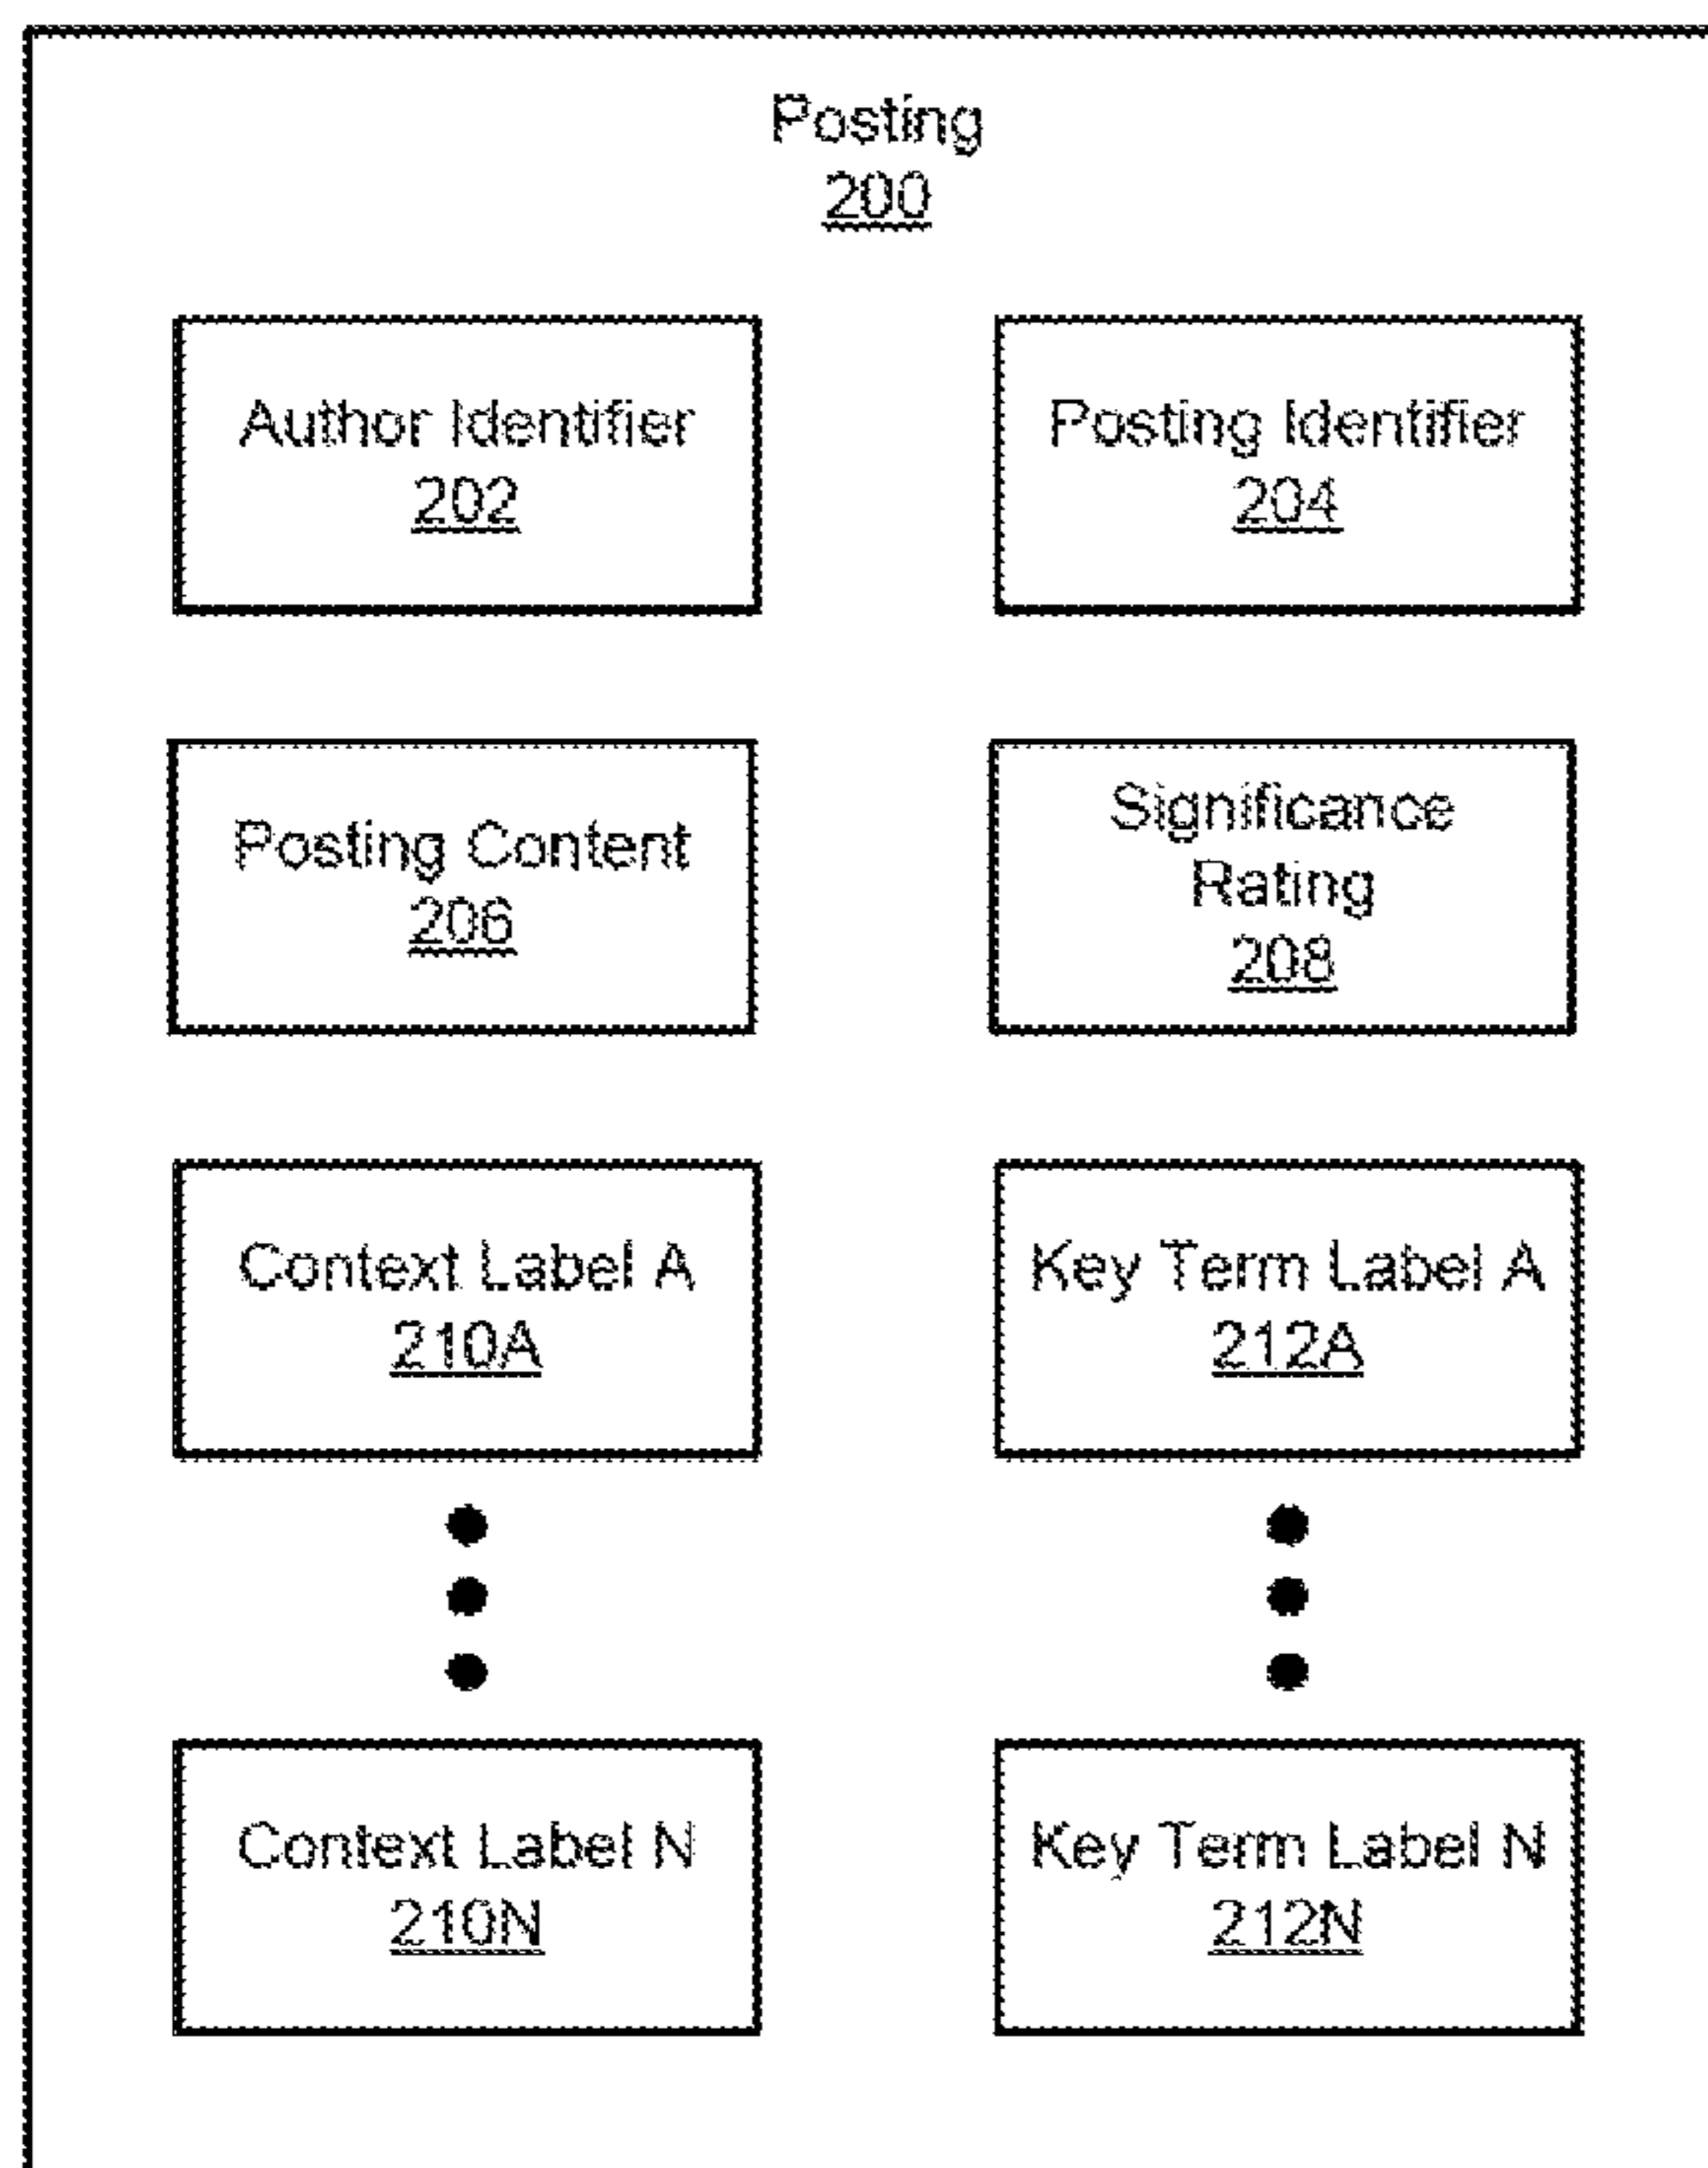 Posting
200
Author Identifier
202
Posting Identifier
204
Posting Content
206
Significance
Rating
208
Context Label A
210A
Key Term Label A
212A
Context Label N
210N
Key Term Label N
212N